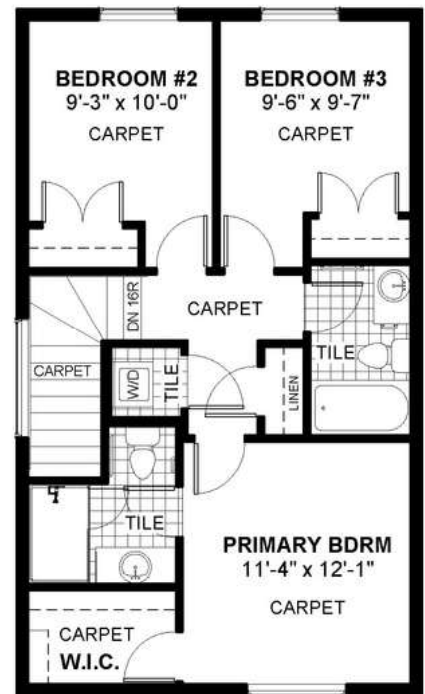 BEDROOM #2
9'-3" x 10'-0"
CARPET
BEDROOM #3
9'-6" x 9'-7"
CARPET
DN 16R
CARPET
CARPET
W/D
TILE
LINEN
TILE
TILE
PRIMARY BDRM
11'-4" x 12'-1"
CARPET
CARPET
W.I.C.